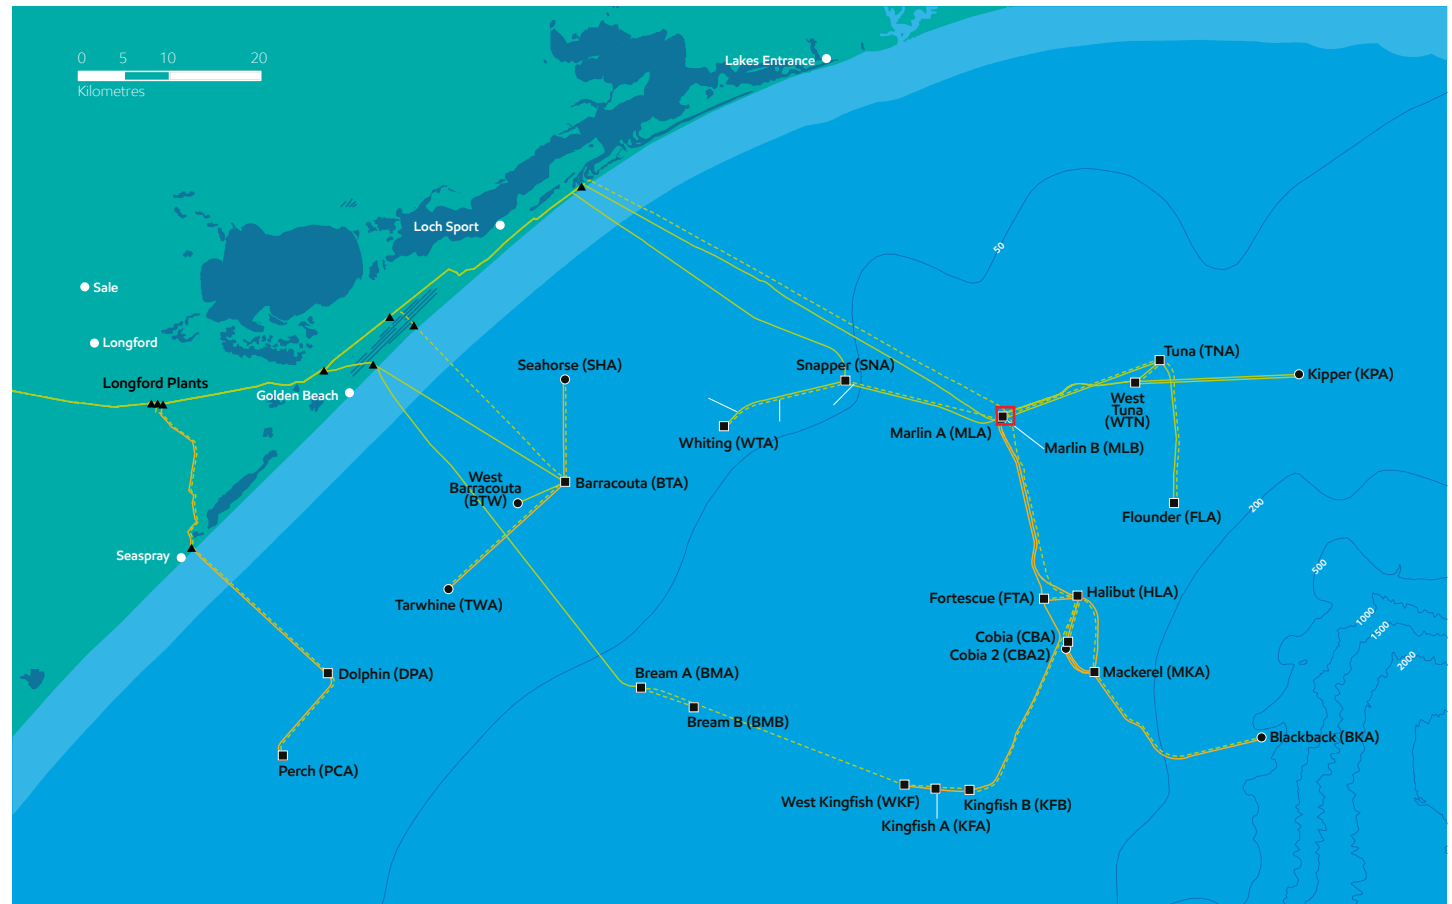 0 5 10 20
Kilometres
Lakes Entrance
Loch Sport
50
Sale
Longford
Longford Plants
Golden Beach
Seahorse (SHA)
Snapper (SNA)
Tuna (TNA)
Kipper (KPA)
West
Tuna
(WTN)
Whiting (WTA)
Marlin A (MLA)
Marlin B (MLB)
West
Barracouta
(BTW)
Barracouta (BTA)
Flounder (FLA)
200
Seaspray
500
Tarwhine (TWA)
Fortescue (FTA)
Halibut (HLA)
1000
1500
2000
Cobia (CBA)
Cobia 2 (CBA2)
Dolphin (DPA)
Bream A (BMA)
Mackerel (MKA)
Bream B (BMB)
Blackback (BKA)
Perch (PCA)
West Kingfish (WKF)
Kingfish B (KFB)
Kingfish A (KFA)